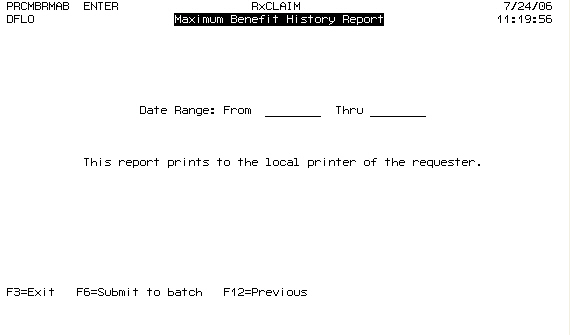 PRCMBRMAB ENTER RxCLAIM 7/24/06
DFLO Maximum Benefit History Report 11:19:56
Date Range: From ________ Thru ________
This report prints to the local printer of the requester.
F3=Exit F6=Submit to batch F12=Previous